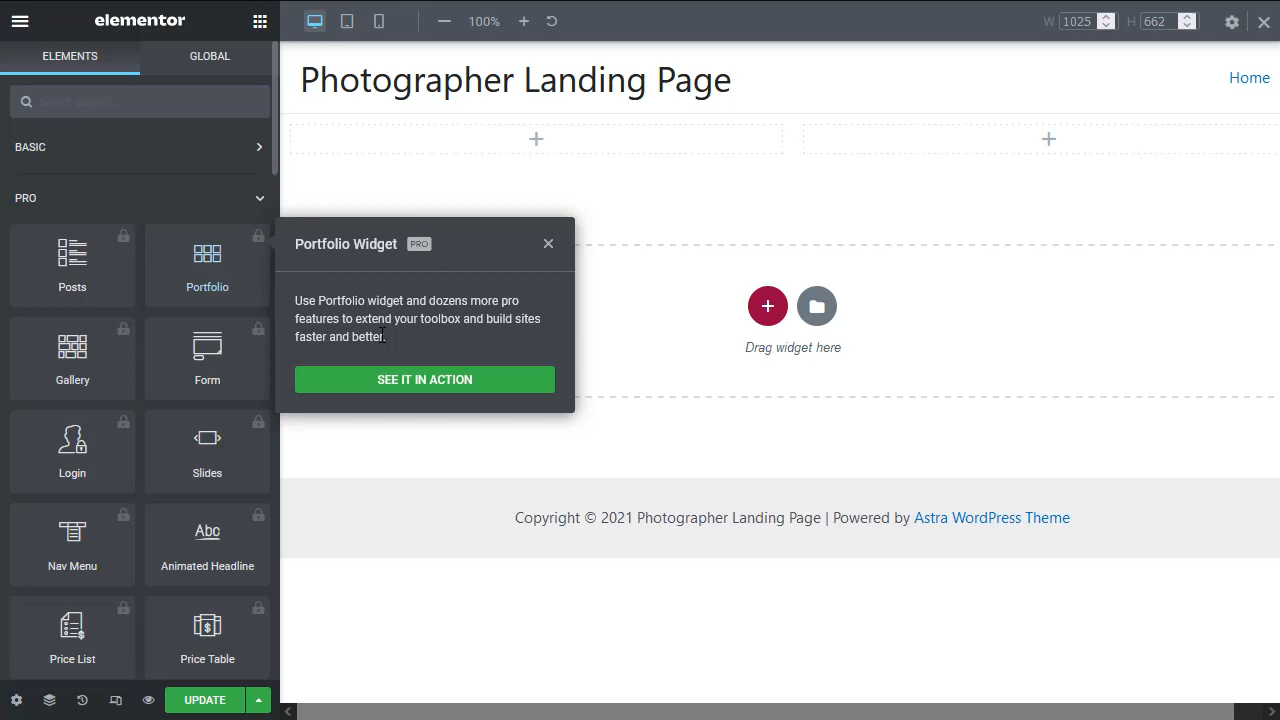 elementor
100%
W 1025
H 662
ELEMENTS
GLOBAL
Search Widget...
BASIC
PRO
Photographer Landing Page
Home
Posts
Portfolio
Gallery
Form
Login
Slides
Nav Menu
Abc
Animated Headline
Price List
Price Table
Portfolio Widget PRO
Use Portfolio widget and dozens more pro
features to extend your toolbox and build sites
faster and better.
SEE IT IN ACTION
Drag widget here
Copyright © 2021 Photographer Landing Page | Powered by Astra WordPress Theme
UPDATE